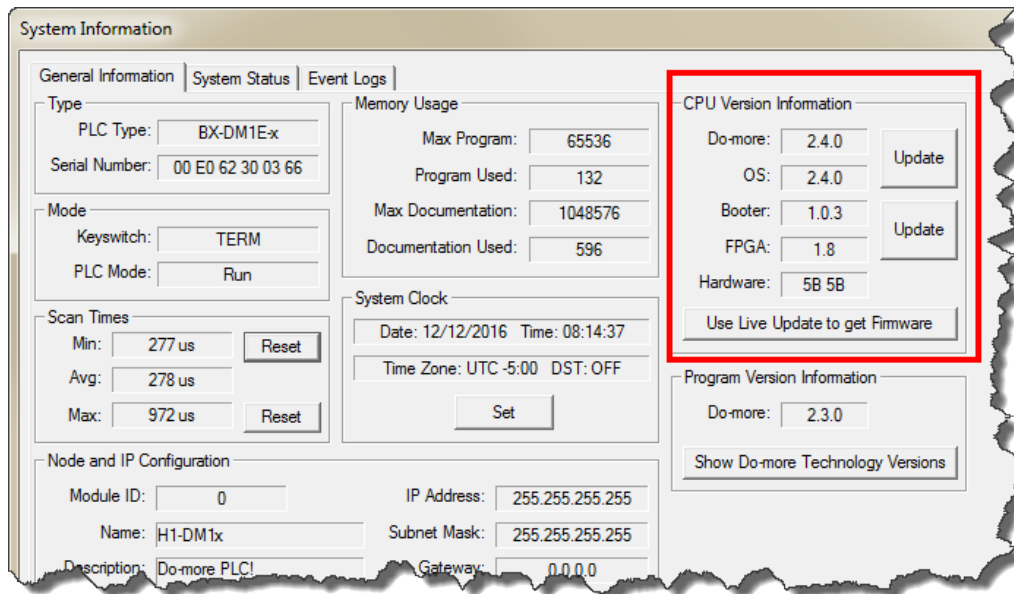 System Information
General Information System Status Event Logs
Type
PLC Type: BX-DM1E-x
Serial Number: 00 E0 62 30 03 66
Mode
Keyswitch: TERM
PLC Mode: Run
Scan Times
Min: 277 us Reset
Avg: 278 us
Max: 972 us Reset
Memory Usage
Max Program: 65536
Program Used: 132
Max Documentation: 1048576
Documentation Used: 596
System Clock
Date: 12/12/2016 Time: 08:14:37
Time Zone: UTC -5:00 DST: OFF
Set
CPU Version Information
Do-more: 2.4.0
OS: 2.4.0
Update
Booter: 1.0.3
FPGA: 1.8
Update
Hardware: 5B 5B
Use Live Update to get Firmware
Program Version Information
Do-more: 2.3.0
Show Do-more Technology Versions
Node and IP Configuration
Module ID: 0
Name: H1-DM1x
Description: Do-more PLC!
IP Address: 255.255.255.255
Subnet Mask: 255.255.255.255
Gateway: 0.0.0.0